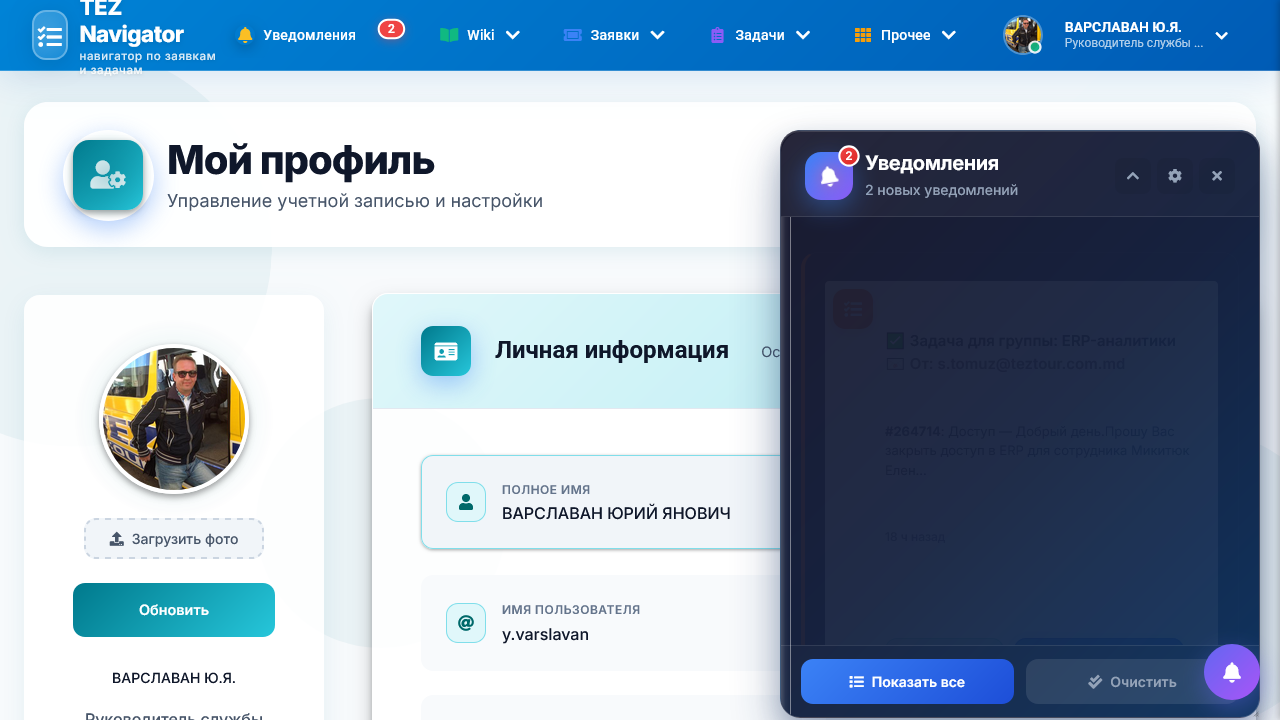 TEZ
Navigator
навигатор по заявкам
и задачам
Уведомления
2
Wiki
Заявки
Задачи
Прочее
ВАРСЛАВАН Ю.Я.
Руководитель службы ...
Мой профиль
Управление учетной записью и настройки
Загрузить фото
Обновить
ВАРСЛАВАН Ю.Я.
Руководитель службы
Личная информация
Ос
ПОЛНОЕ ИМЯ
ВАРСЛАВАН ЮРИЙ ЯНОВИЧ
ИМЯ ПОЛЬЗОВАТЕЛЯ
y.varslavan
2
Уведомления
2 новых уведомлений
Задача для группы: ERP-аналитики
От: s.tomuz@teztour.com.md
#264714: Доступ — Добрый день.Прошу Вас
закрыть доступ в ERP для сотрудника Микитюк
Елен...
Показать все
Очистить